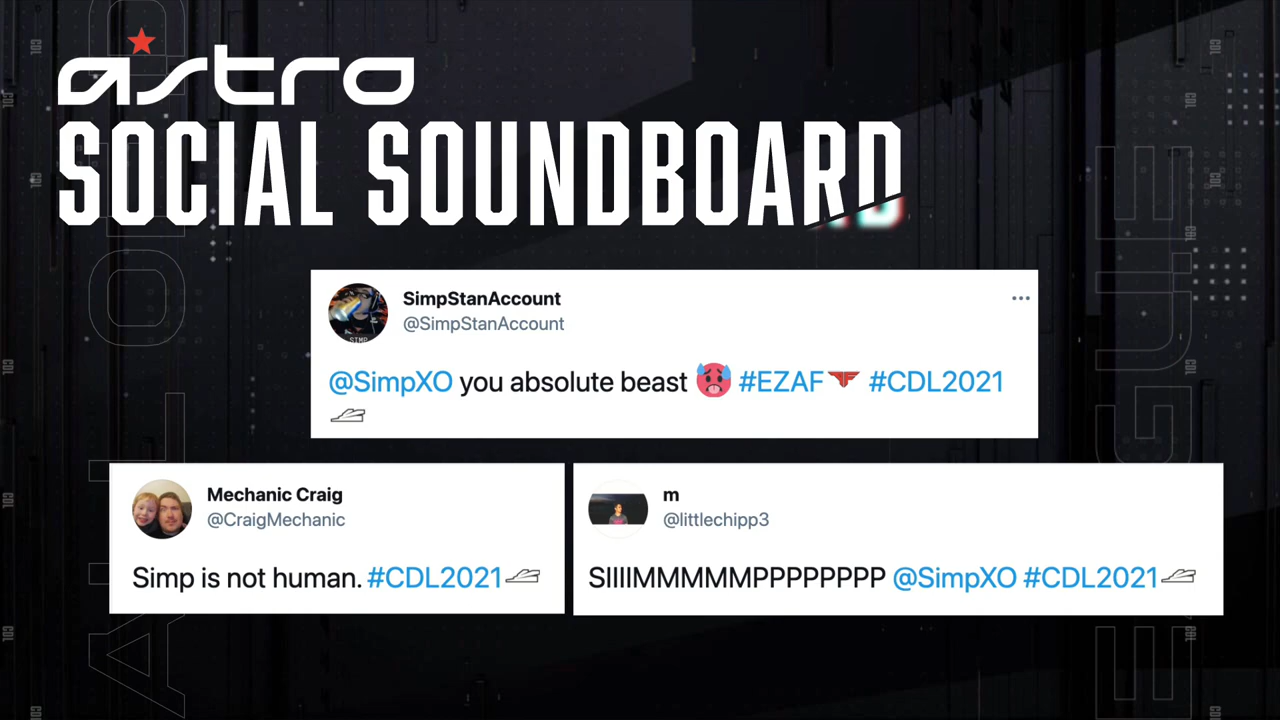 astro
SOCIAL SOUNDBOARD
SimpStanAccount
@SimpStanAccount
@SimpXO you absolute beast 🥵 #EZAF #CDL2021
Mechanic Craig
@CraigMechanic
Simp is not human. #CDL2021
m
@littlechipp3
SIIIIMMMMMPPPPPPPP @SimpXO #CDL2021